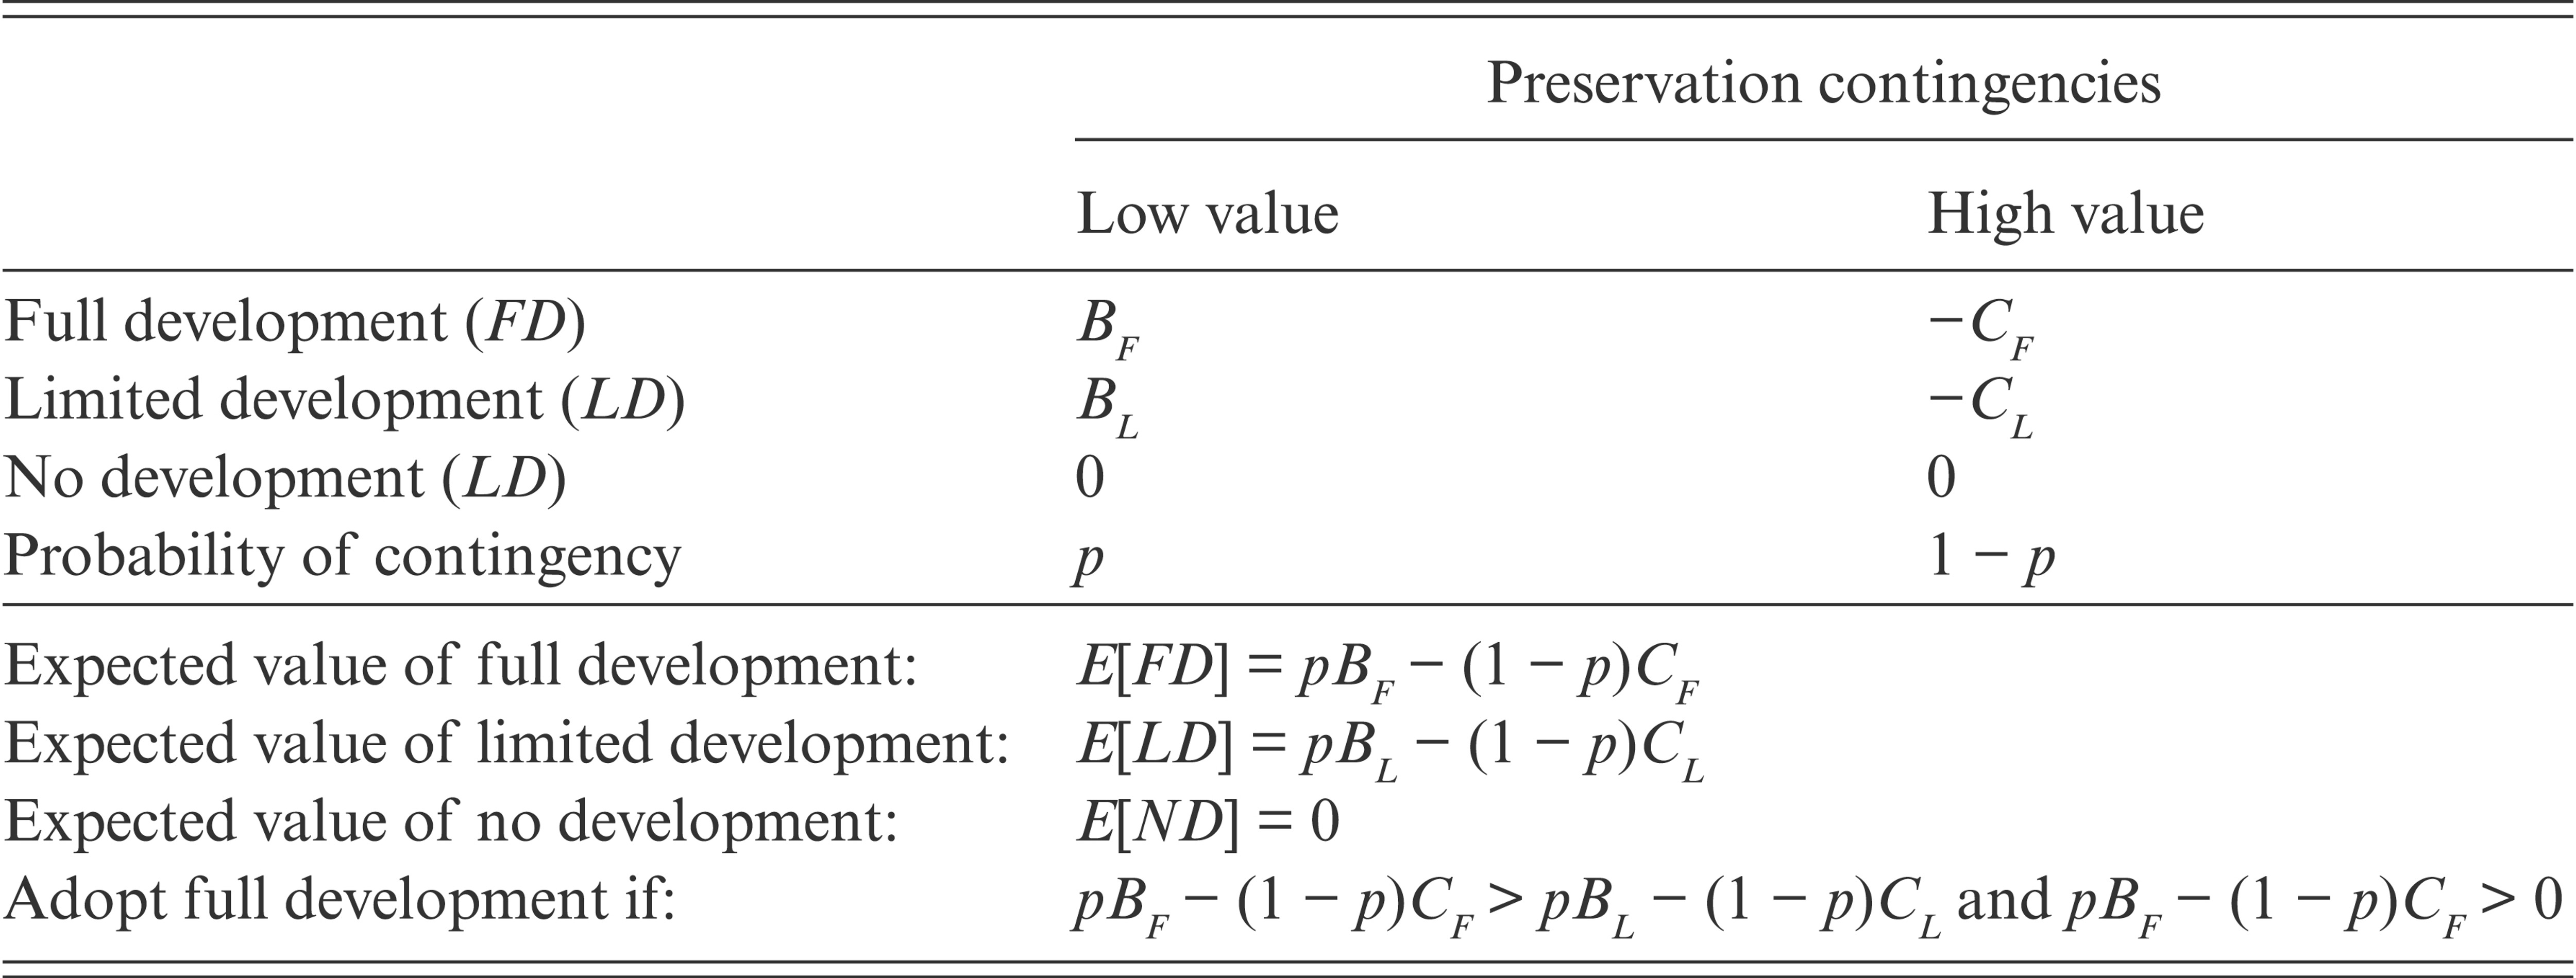 Preservation contingencies
Low value High value
Full development (FD) B_F −C_F
Limited development (LD) B_L −C_L
No development (LD) 0 0
Probability of contingency p 1 − p
Expected value of full development: E[FD] = pB_F − (1 − p)C_F
Expected value of limited development: E[LD] = pB_L − (1 − p)C_L
Expected value of no development: E[ND] = 0
Adopt full development if: pB_F − (1 − p)C_F > pB_L − (1 − p)C_L and pB_F − (1 − p)C_F > 0